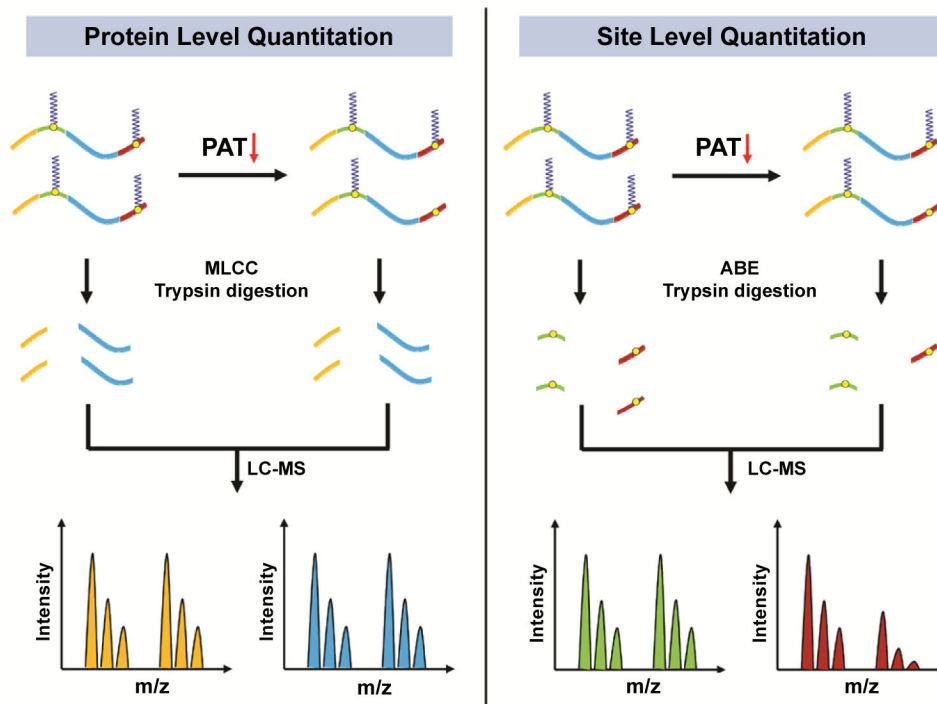 Protein Level Quantitation
PAT
MLCC
Trypsin digestion
LC-MS
Intensity
m/z
Intensity
m/z
Site Level Quantitation
PAT
ABE
Trypsin digestion
LC-MS
Intensity
m/z
Intensity
m/z